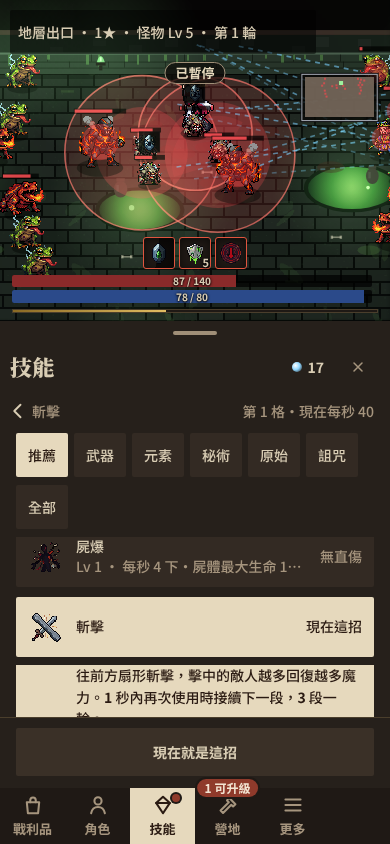 地層出口 • 1★ • 怪物 Lv 5 • 第 1 輪
已暫停
5
87 / 140
78 / 80
技能
17
斬擊
第 1 格・現在每秒 40
推薦
武器
元素
秘術
原始
詛咒
全部
屍爆
Lv 1 • 每秒 4 下・屍體最大生命 1⋯
無直傷
斬擊
現在這招
往前方扇形斬擊，擊中的敵人越多回復越多魔
力。1 秒內再次使用時接續下一段，3 段一
現在就是這招
1 可升級
戰利品
角色
技能
營地
更多